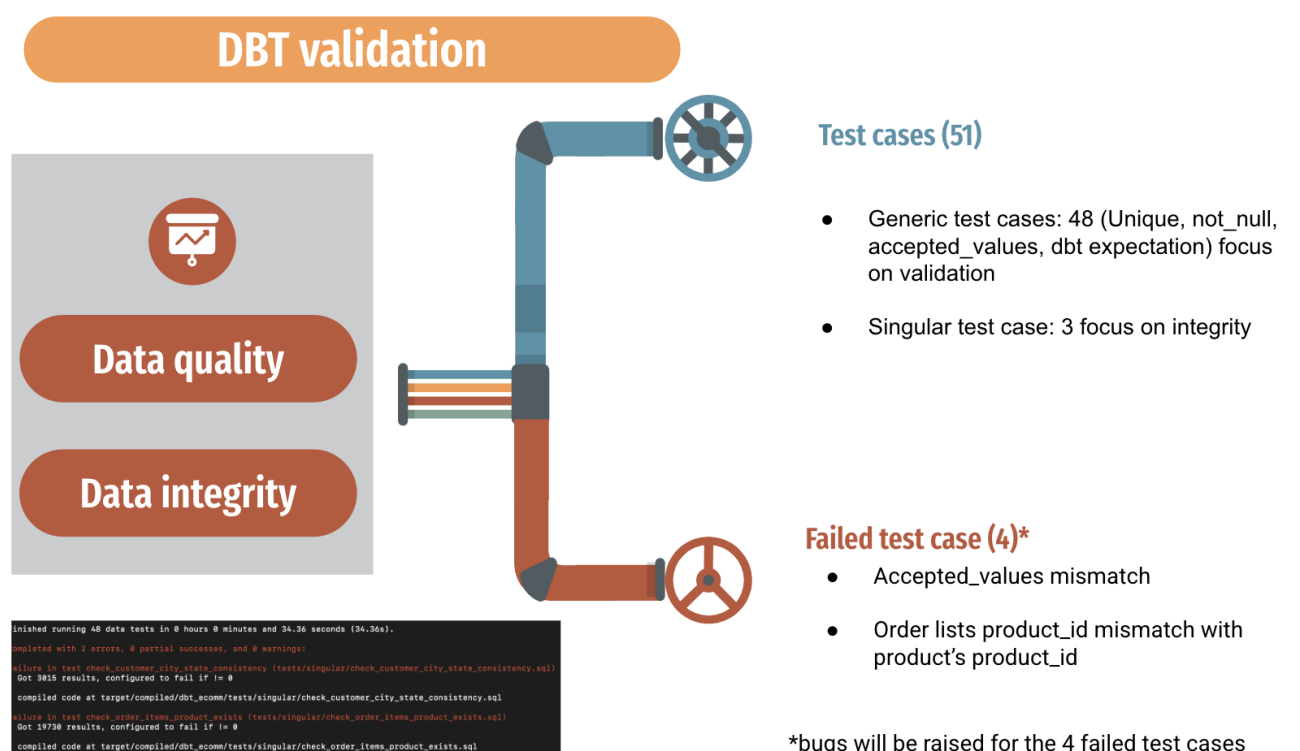 DBT validation
Data quality
Data integrity
Test cases (51)
● Generic test cases: 48 (Unique, not_null,
accepted_values, dbt expectation) focus
on validation
● Singular test case: 3 focus on integrity
Failed test case (4)*
● Accepted_values mismatch
● Order lists product_id mismatch with
product's product_id
*bugs will be raised for the 4 failed test cases
inished running 48 data tests in 0 hours 0 minutes and 34.36 seconds (34.36s).
ompleted with 2 errors, 0 partial successes, and 0 warnings:
ailure in test check_customer_city_state_consistency (tests/singular/check_customer_city_state_consistency.sql)
Got 3015 results, configured to fail if != 0
compiled code at target/compiled/dbt_ecomm/tests/singular/check_customer_city_state_consistency.sql
ailure in test check_order_items_product_exists (tests/singular/check_order_items_product_exists.sql)
Got 19730 results, configured to fail if != 0
compiled code at target/compiled/dbt_ecomm/tests/singular/check_order_items_product_exists.sql